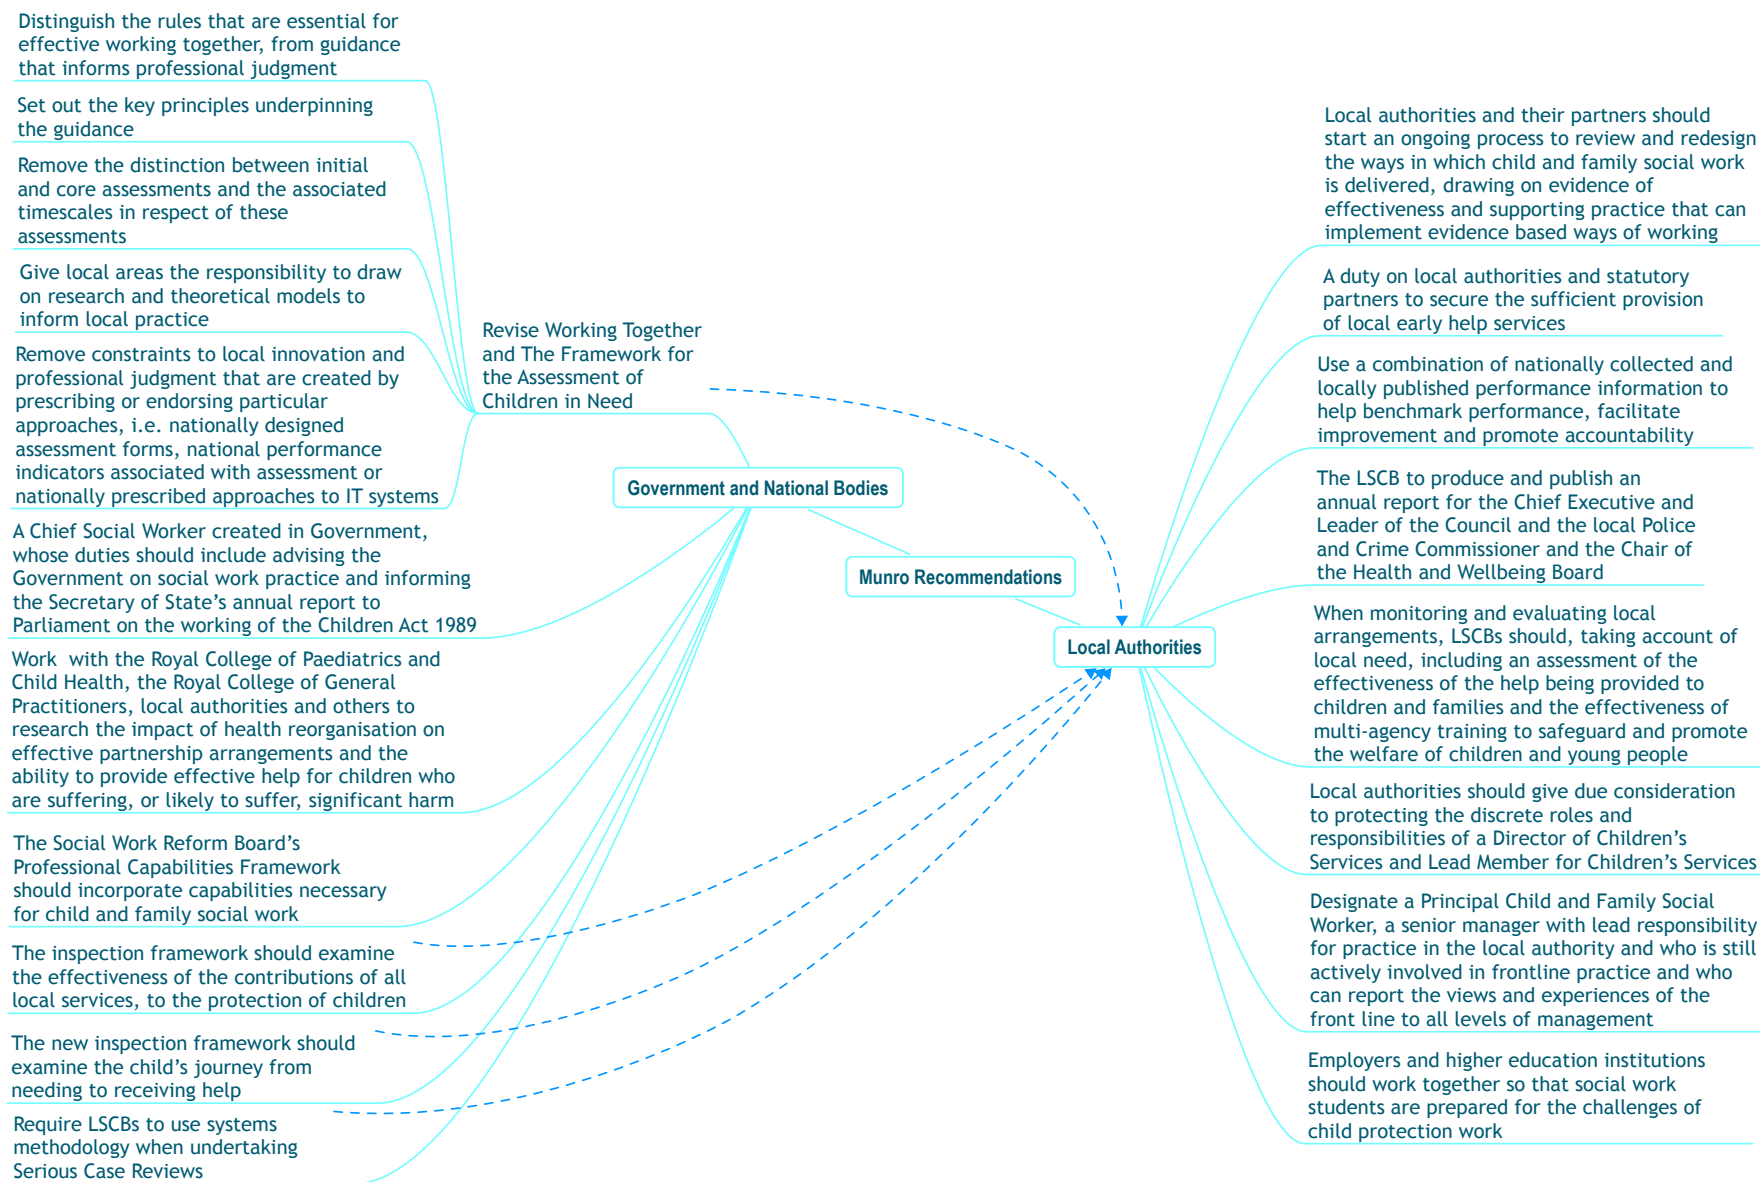 Distinguish the rules that are essential for
effective working together, from guidance
that informs professional judgment
Set out the key principles underpinning
the guidance
Remove the distinction between initial
and core assessments and the associated
timescales in respect of these
assessments
Give local areas the responsibility to draw
on research and theoretical models to
inform local practice
Remove constraints to local innovation and
professional judgment that are created by
prescribing or endorsing particular
approaches, i.e. nationally designed
assessment forms, national performance
indicators associated with assessment or
nationally prescribed approaches to IT systems
Revise Working Together
and The Framework for
the Assessment of
Children in Need
A Chief Social Worker created in Government,
whose duties should include advising the
Government on social work practice and informing
the Secretary of State’s annual report to
Parliament on the working of the Children Act 1989
Work  with the Royal College of Paediatrics and
Child Health, the Royal College of General
Practitioners, local authorities and others to
research the impact of health reorganisation on
effective partnership arrangements and the
ability to provide effective help for children who
are suffering, or likely to suffer, significant harm
The Social Work Reform Board’s
Professional Capabilities Framework
should incorporate capabilities necessary
for child and family social work
The inspection framework should examine
the effectiveness of the contributions of all
local services, to the protection of children
The new inspection framework should
examine the child’s journey from
needing to receiving help
Require LSCBs to use systems
methodology when undertaking
Serious Case Reviews
Government and National Bodies
Munro Recommendations
Local Authorities
Local authorities and their partners should
start an ongoing process to review and redesign
the ways in which child and family social work
is delivered, drawing on evidence of
effectiveness and supporting practice that can
implement evidence based ways of working
A duty on local authorities and statutory
partners to secure the sufficient provision
of local early help services
Use a combination of nationally collected and
locally published performance information to
help benchmark performance, facilitate
improvement and promote accountability
The LSCB to produce and publish an
annual report for the Chief Executive and
Leader of the Council and the local Police
and Crime Commissioner and the Chair of
the Health and Wellbeing Board
When monitoring and evaluating local
arrangements, LSCBs should, taking account of
local need, including an assessment of the
effectiveness of the help being provided to
children and families and the effectiveness of
multi-agency training to safeguard and promote
the welfare of children and young people
Local authorities should give due consideration
to protecting the discrete roles and
responsibilities of a Director of Children’s
Services and Lead Member for Children’s Services
Designate a Principal Child and Family Social
Worker, a senior manager with lead responsibility
for practice in the local authority and who is still
actively involved in frontline practice and who
can report the views and experiences of the
front line to all levels of management
Employers and higher education institutions
should work together so that social work
students are prepared for the challenges of
child protection work